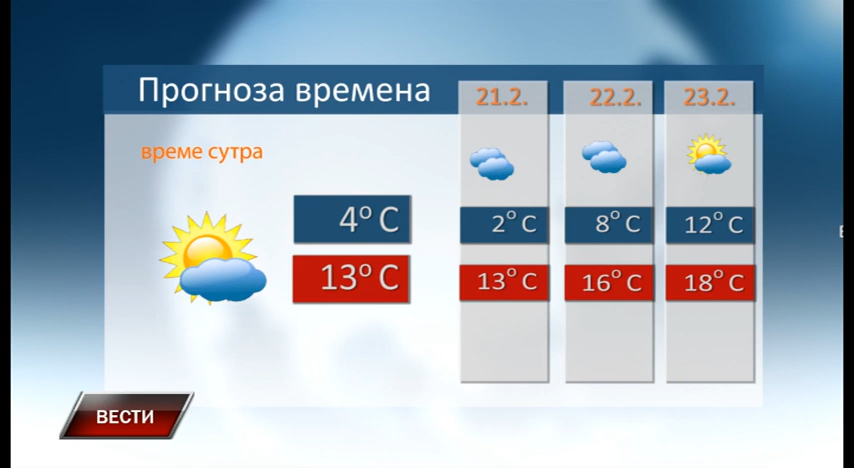 Прогноза времена
време сутра
4° C
13° C
21.2. 22.2. 23.2.
2° C 8° C 12° C
13° C 16° C 18° C
ВЕСТИ